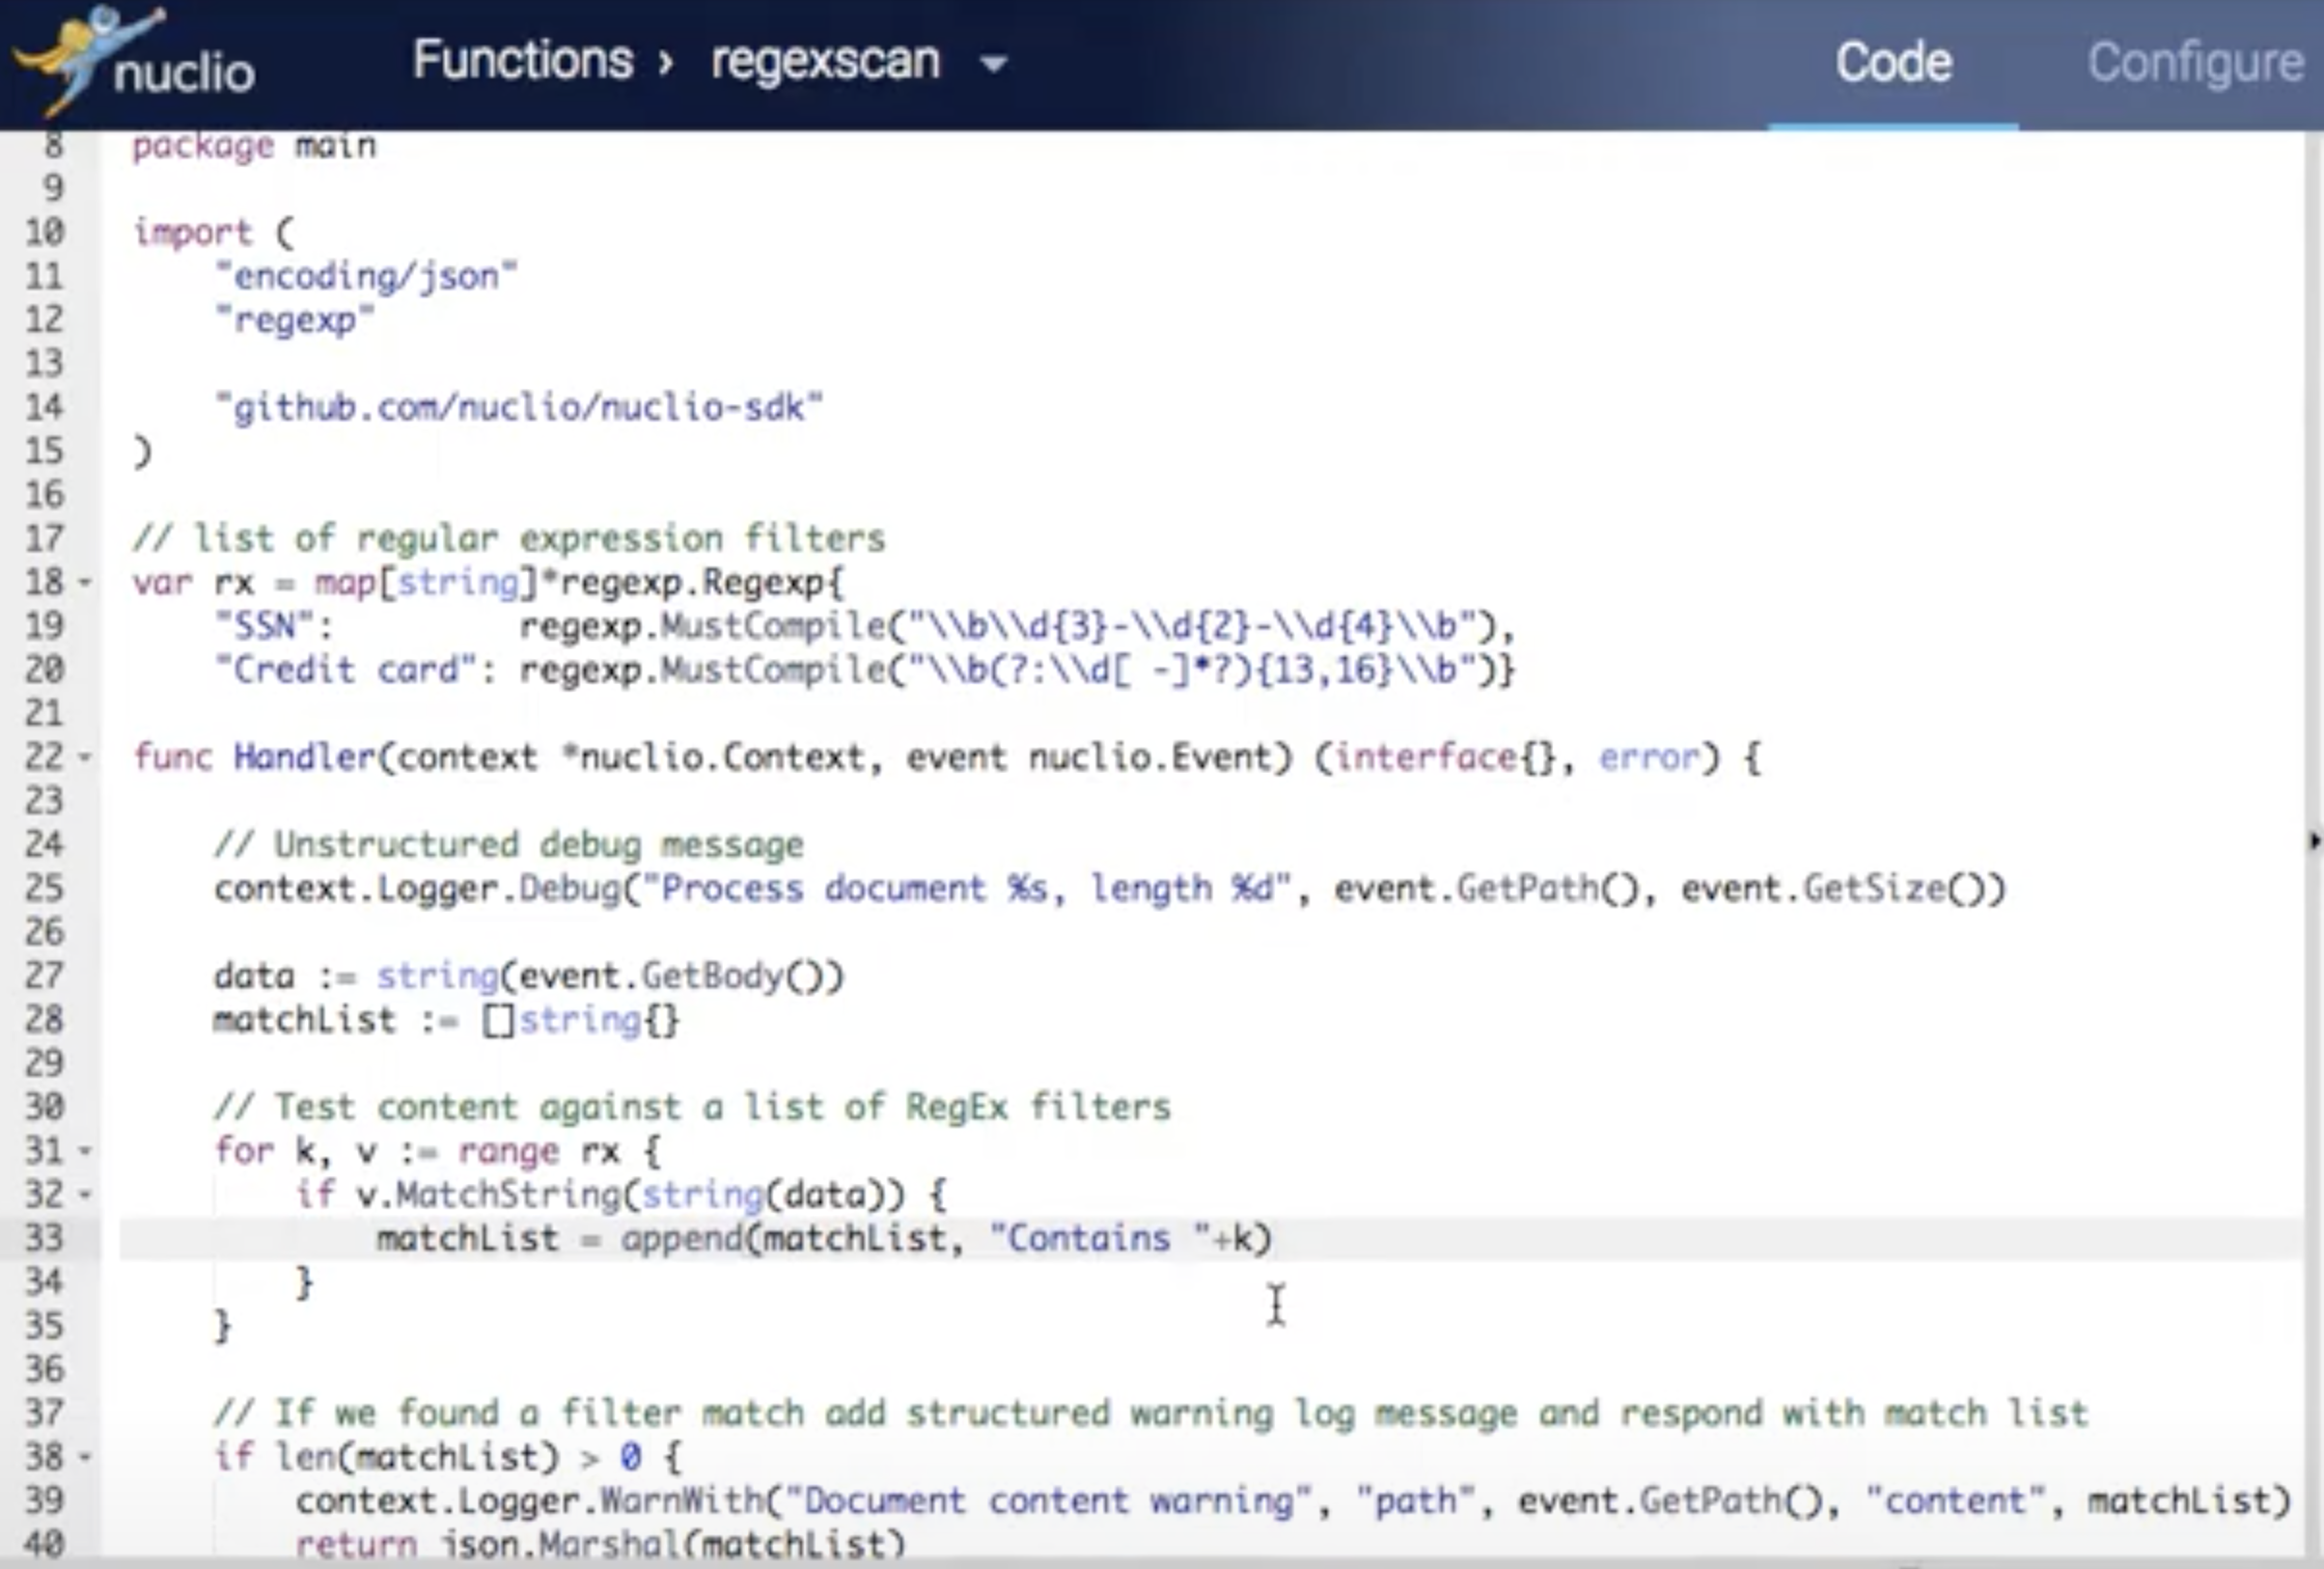 nuclio Functions › regexscan Code Configure
8 package main
9
10 import (
11 "encoding/json"
12 "regexp"
13
14 "github.com/nuclio/nuclio-sdk"
15 )
16
17 // list of regular expression filters
18 var rx = map[string]*regexp.Regexp{
19 "SSN": regexp.MustCompile("\\b\\d{3}-\\d{2}-\\d{4}\\b"),
20 "Credit card": regexp.MustCompile("\\b(?:\\d[ -]*?){13,16}\\b")}
21
22 func Handler(context *nuclio.Context, event nuclio.Event) (interface{}, error) {
23
24 // Unstructured debug message
25 context.Logger.Debug("Process document %s, length %d", event.GetPath(), event.GetSize())
26
27 data := string(event.GetBody())
28 matchList := []string{}
29
30 // Test content against a list of RegEx filters
31 for k, v := range rx {
32 if v.MatchString(string(data)) {
33 matchList = append(matchList, "Contains "+k)
34 }
35 }
36
37 // If we found a filter match add structured warning log message and respond with match list
38 if len(matchList) > 0 {
39 context.Logger.WarnWith("Document content warning", "path", event.GetPath(), "content", matchList)
40 return json.Marshal(matchList)